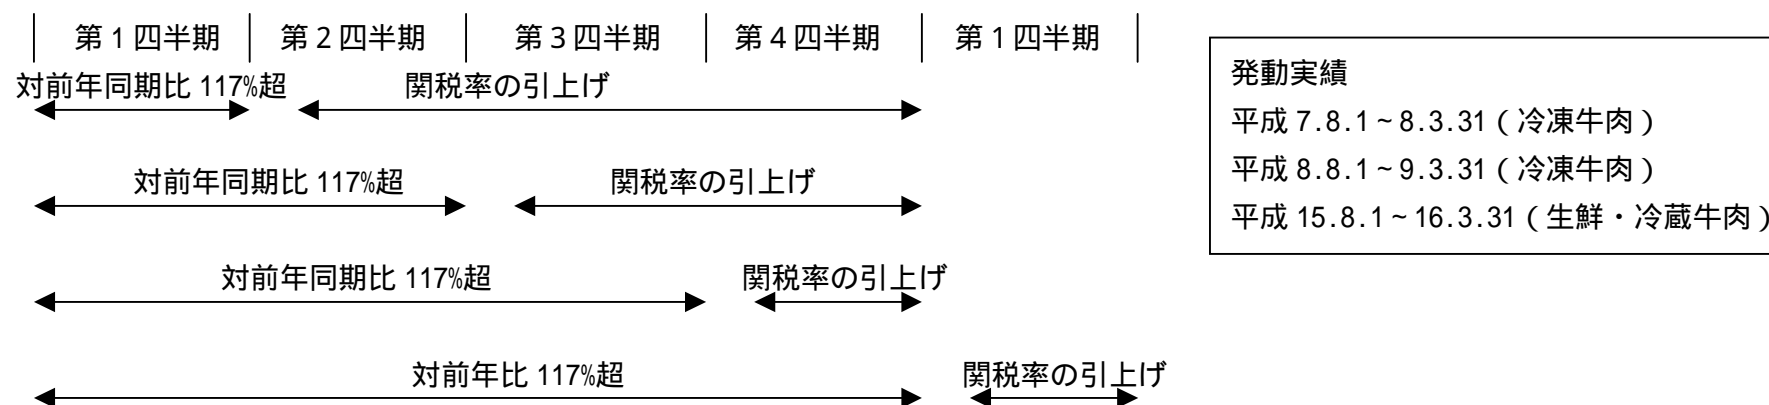 第1四半期 第2四半期 第3四半期 第4四半期 第1四半期
対前年同期比 117%超 関税率の引上げ
対前年同期比 117%超 関税率の引上げ
対前年同期比 117%超 関税率の引上げ
対前年比 117%超 関税率の引上げ
発動実績
平成 7.8.1~8.3.31(冷凍牛肉)
平成 8.8.1~9.3.31(冷凍牛肉)
平成 15.8.1~16.3.31(生鮮・冷蔵牛肉)